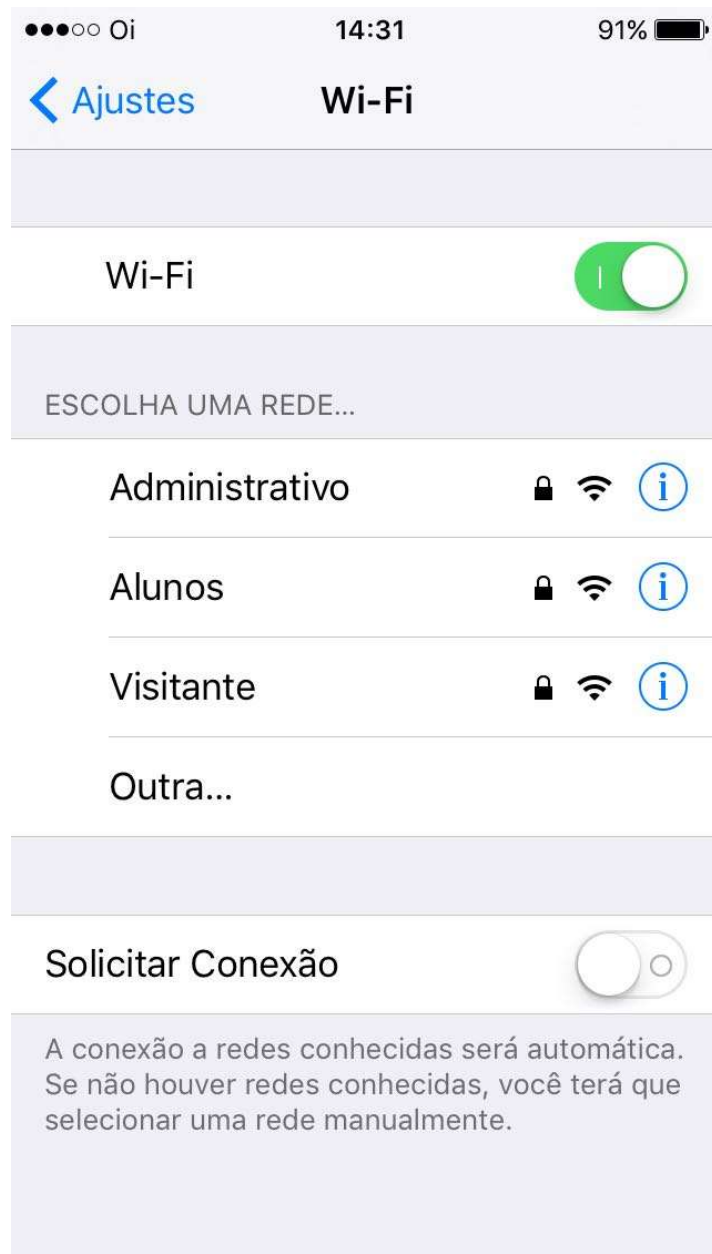 ●●●○○ Oi 14:31 91%
Ajustes Wi-Fi
Wi-Fi
ESCOLHA UMA REDE...
Administrativo
Alunos
Visitante
Outra...
Solicitar Conexão
A conexão a redes conhecidas será automática.
Se não houver redes conhecidas, você terá que
selecionar uma rede manualmente.